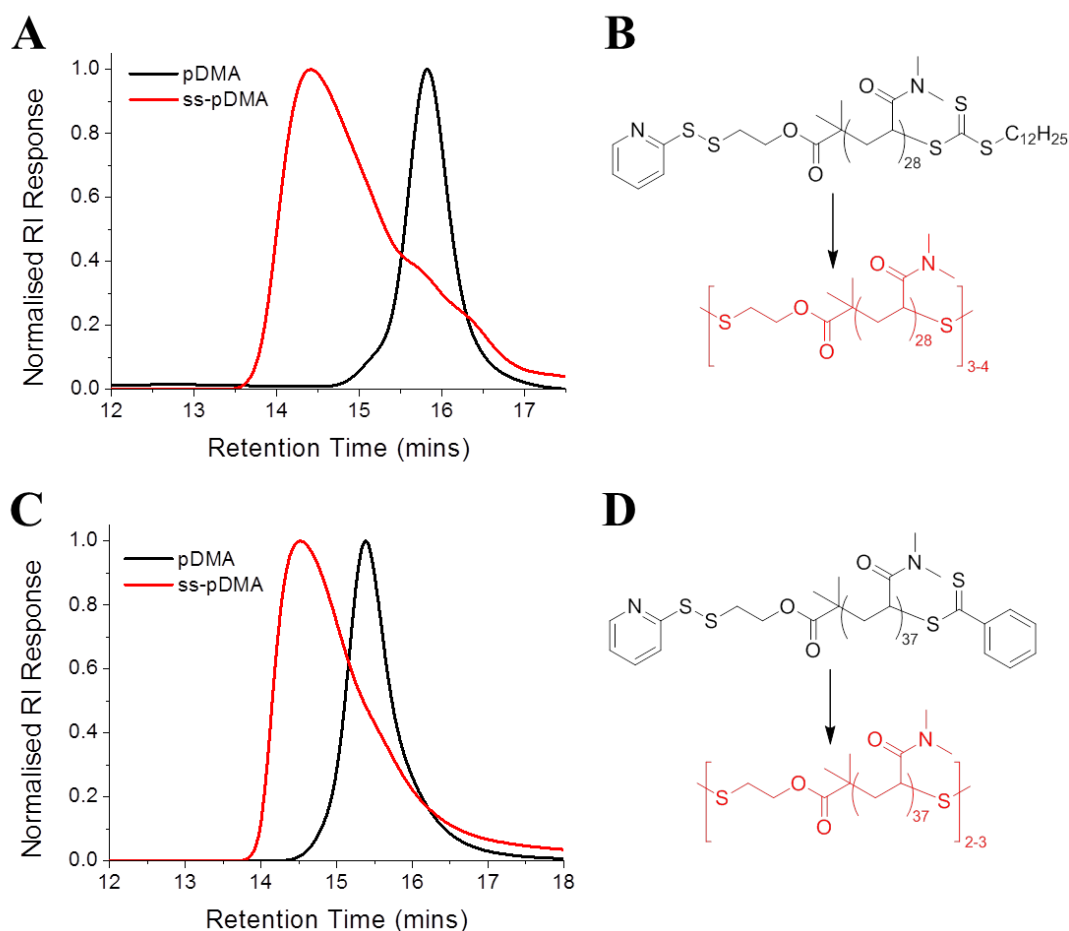 A
pDMA
ss-pDMA
Normalised RI Response
1.0
0.8
0.6
0.4
0.2
0.0
12 13 14 15 16 17
Retention Time (mins)
B
O N S
N S S O 28 S S C12H25
O
O N
S O 28 S 3-4
O
C
pDMA
ss-pDMA
Normalised RI Response
1.0
0.8
0.6
0.4
0.2
0.0
12 13 14 15 16 17 18
Retention Time (mins)
D
O N S
N S S O 37 S
O
O N
S O 37 S 2-3
O